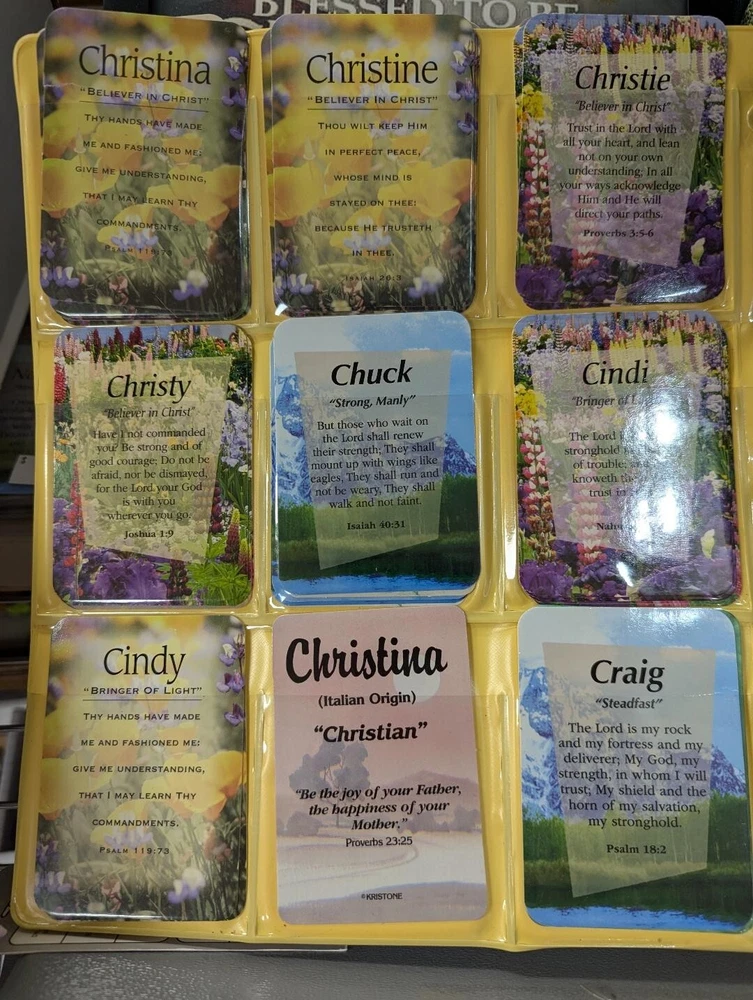 BLESSED TO BE
Christina
"BELIEVER IN CHRIST"
THY HANDS HAVE MADE
ME AND FASHIONED ME:
GIVE ME UNDERSTANDING,
THAT I MAY LEARN THY
COMMANDMENTS.
PSALM 119:73
Christine
"BELIEVER IN CHRIST"
THOU WILT KEEP HIM
IN PERFECT PEACE,
WHOSE MIND IS
STAYED ON THEE:
BECAUSE HE TRUSTETH
IN THEE.
ISAIAH 26:3
Christie
"Believer in Christ"
Trust in the Lord with
all your heart, and lean
not on your own
understanding; In all
your ways acknowledge
Him and He will
direct your paths.
Proverbs 3:5-6
Christy
"Believer in Christ"
Have I not commanded
you? Be strong and of
good courage; Do not be
afraid, nor be dismayed,
for the Lord your God
is with you
wherever you go.
Joshua 1:9
Chuck
"Strong, Manly"
But those who wait on
the Lord shall renew
their strength; They shall
mount up with wings like
eagles, They shall run and
not be weary, They shall
walk and not faint.
Isaiah 40:31
Cindi
"Bringer of
The Lord
stronghold
of trouble;
knoweth
trust in
Cindy
"BRINGER OF LIGHT"
THY HANDS HAVE MADE
ME AND FASHIONED ME:
GIVE ME UNDERSTANDING,
THAT I MAY LEARN THY
COMMANDMENTS.
PSALM 119:73
Christina
(Italian Origin)
"Christian"
"Be the joy of your Father,
the happiness of your
Mother."
Proverbs 23:25
© KRISTONE
Craig
"Steadfast"
The Lord is my rock
and my fortress and my
deliverer; My God, my
strength, in whom I will
trust; My shield and the
horn of my salvation,
my stronghold.
Psalm 18:2